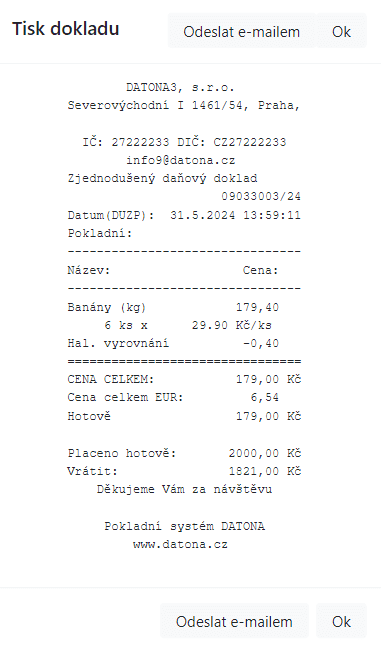 Tisk dokladu
Odeslat e-mailem
Ok
DATONA3, s.r.o.
Severovýchodní I 1461/54, Praha,
IČ: 27222233 DIČ: CZ27222233
info9@datona.cz
Zjednodušený daňový doklad
09033003/24
Datum(DUZP): 31.5.2024 13:59:11
Pokladní:
--------------------------------
Název: Cena:
--------------------------------
Banány (kg) 179,40
6 ks x 29.90 Kč/ks
Hal. vyrovnání -0,40
================================
CENA CELKEM: 179,00 Kč
Cena celkem EUR: 6,54
Hotově 179,00 Kč
Placeno hotově: 2000,00 Kč
Vrátit: 1821,00 Kč
Děkujeme Vám za návštěvu
Pokladní systém DATONA
www.datona.cz
Odeslat e-mailem
Ok